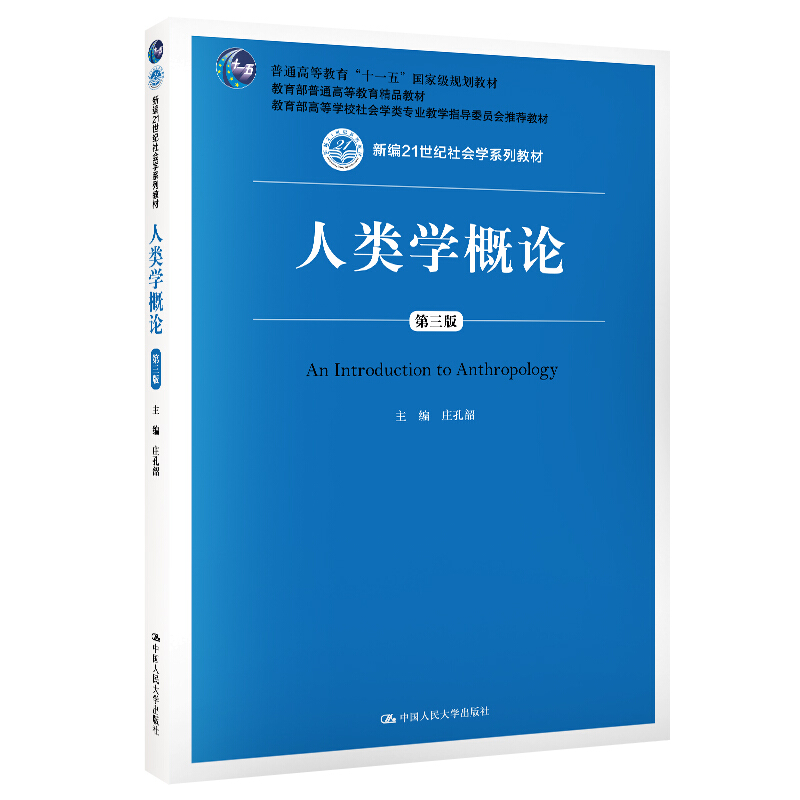 十一五
普通高等教育“十一五”国家级规划教材
教育部普通高等教育精品教材
教育部高等学校社会学类专业教学指导委员会推荐教材
21
新编21世纪社会学系列教材
人类学概论
第三版
An Introduction to Anthropology
主 编 庄孔韶
中国人民大学出版社
新编21世纪社会学系列教材
人类学概论
第三版
主 编 庄孔韶
中国人民大学出版社